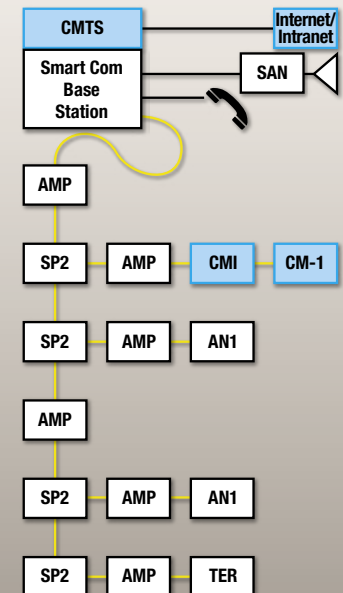 CMTS
Internet/
Intranet
Smart Com
Base
Station
SAN
AMP
SP2
AMP
CMI
CM-1
SP2
AMP
AN1
AMP
SP2
AMP
AN1
SP2
AMP
TER